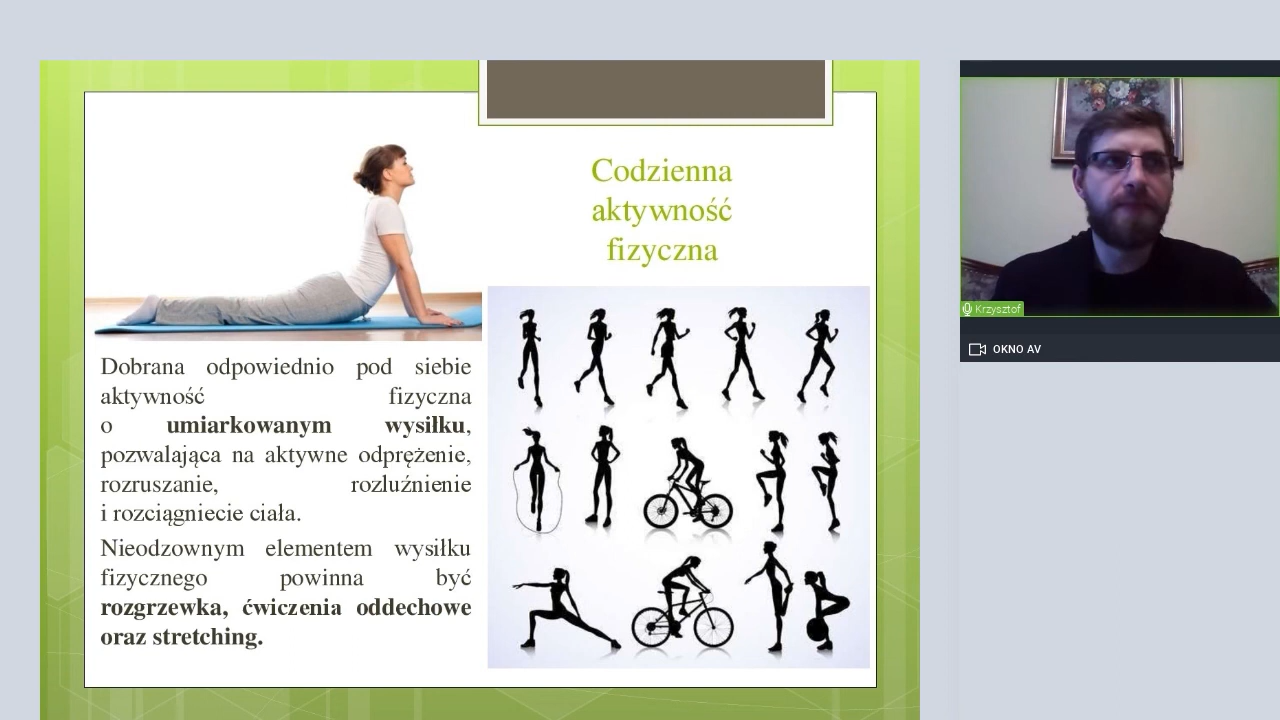 Codzienna
aktywność
fizyczna
Dobrana odpowiednio pod siebie
aktywność fizyczna
o umiarkowanym wysiłku,
pozwalająca na aktywne odprężenie,
rozruszanie, rozluźnienie
i rozciągniecie ciała.
Nieodzownym elementem wysiłku
fizycznego powinna być
rozgrzewka, ćwiczenia oddechowe
oraz stretching.
Krzysztof
OKNO AV